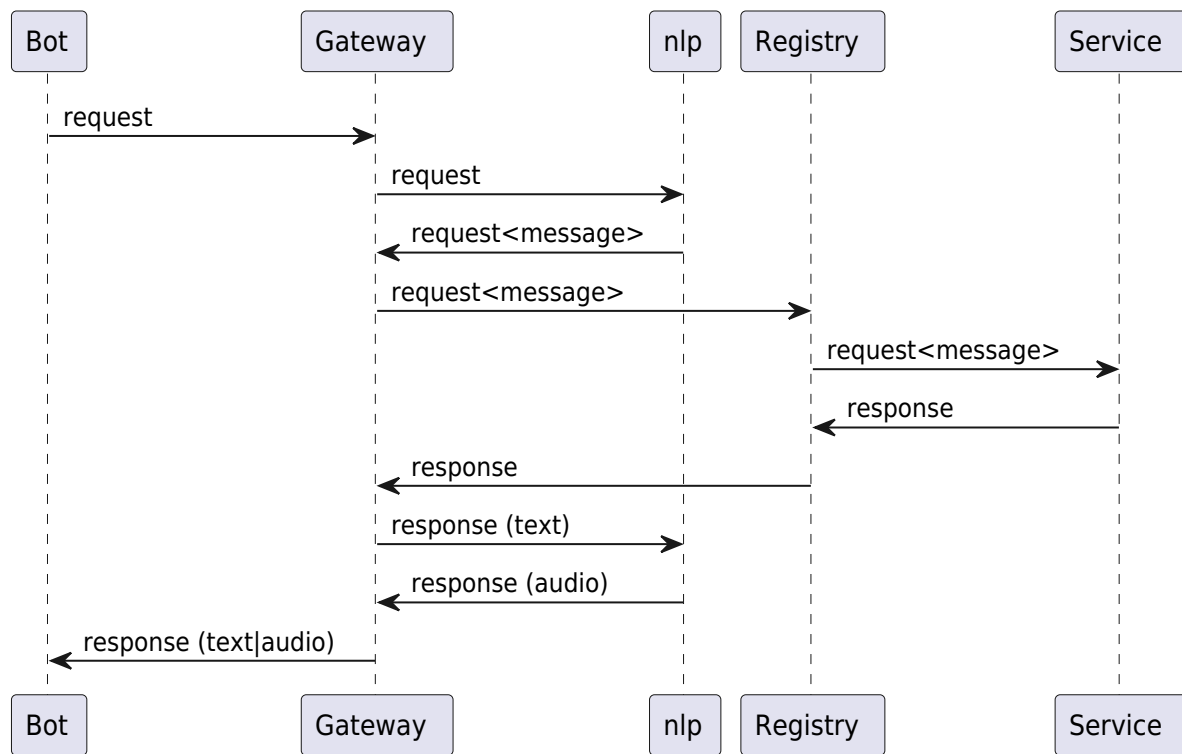 Bot Gateway nlp Registry Service
request
request
request<message>
request<message>
request<message>
response
response
response (text)
response (audio)
response (text|audio)
Bot Gateway nlp Registry Service